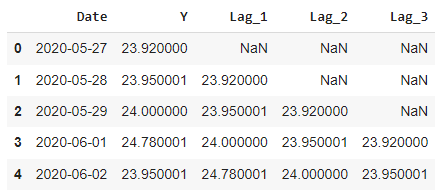 Date Y Lag_1 Lag_2 Lag_3
0 2020-05-27 23.920000 NaN NaN NaN
1 2020-05-28 23.950001 23.920000 NaN NaN
2 2020-05-29 24.000000 23.950001 23.920000 NaN
3 2020-06-01 24.780001 24.000000 23.950001 23.920000
4 2020-06-02 23.950001 24.780001 24.000000 23.950001